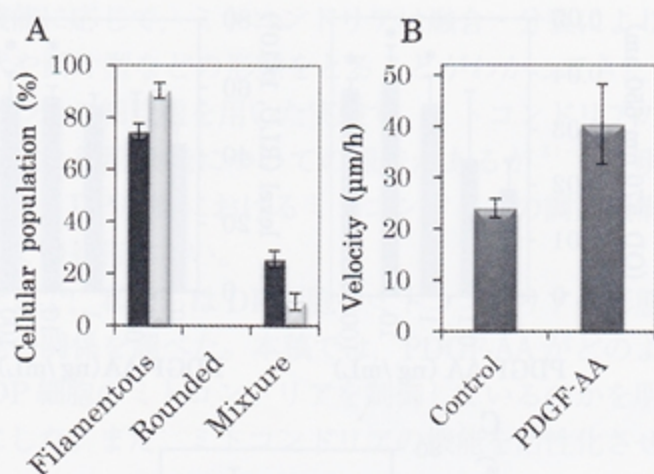 A
Cellular population (%)
100
80
60
40
20
0
Filamentous
Rounded
Mixture
B
Velocity (μm/h)
50
40
30
20
10
0
Control
PDGF-AA